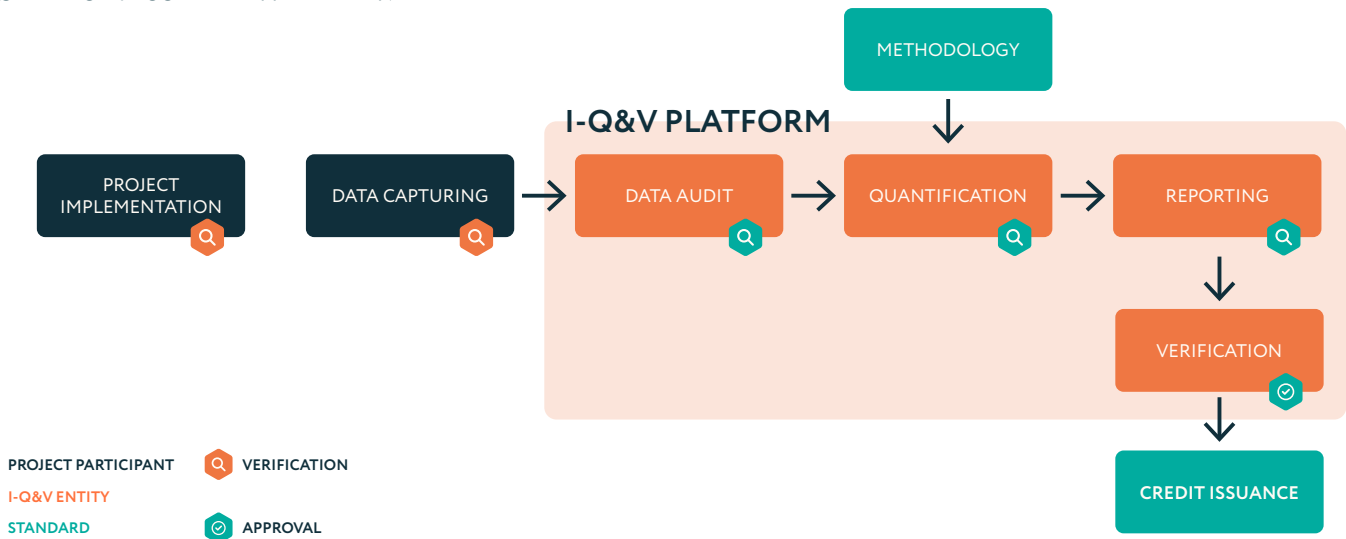 METHODOLOGY
I-Q&V PLATFORM
PROJECT
IMPLEMENTATION
DATA CAPTURING
DATA AUDIT
QUANTIFICATION
REPORTING
VERIFICATION
PROJECT PARTICIPANT
VERIFICATION
I-Q&V ENTITY
STANDARD
APPROVAL
CREDIT ISSUANCE